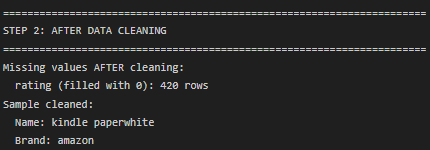 ======================================================================
STEP 2: AFTER DATA CLEANING
======================================================================
Missing values AFTER cleaning:
  rating (filled with 0): 420 rows
Sample cleaned:
  Name: kindle paperwhite
  Brand: amazon